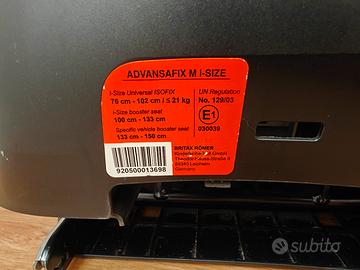 ADVANSAFIX M I-SIZE
i-Size Universal ISOFIX
76 cm - 102 cm / ≤ 21 kg
i-Size booster seat
100 cm - 133 cm
Specific vehicle booster seat
133 cm - 150 cm
UN Regulation
No. 129/03
E1
030039
920500013698
BRITAX RÖMER
Kindersicherheit GmbH
Theodor-Heuss-Straße 9
89340 Leipheim
Germany
subito